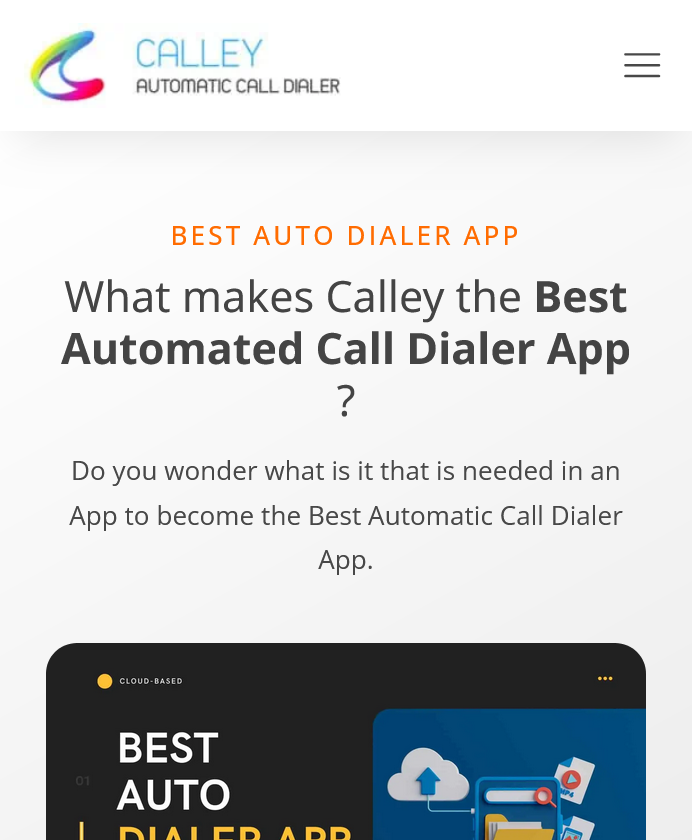 CALLEY
AUTOMATIC CALL DIALER
BEST AUTO DIALER APP
What makes Calley the Best
Automated Call Dialer App
?
Do you wonder what is it that is needed in an
App to become the Best Automatic Call Dialer
App.
CLOUD-BASED
BEST
01
AUTO
DIALER APP
MP4